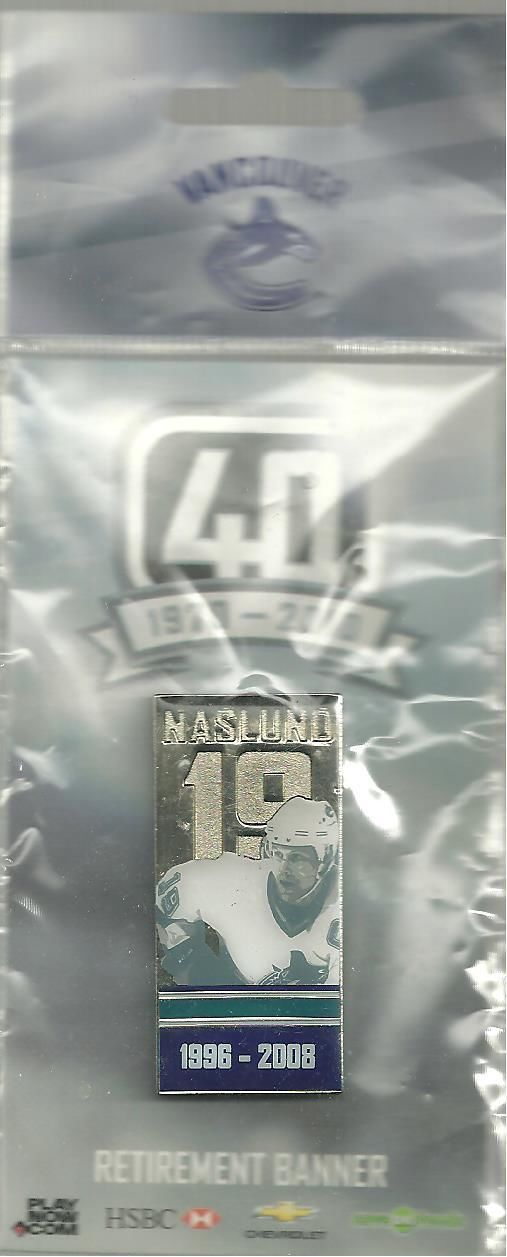 VANCOUVER
40
NASLUND
19
1996 - 2008
RETIREMENT BANNER
PLAY
NOW
.COM
HSBC
CHEVROLET